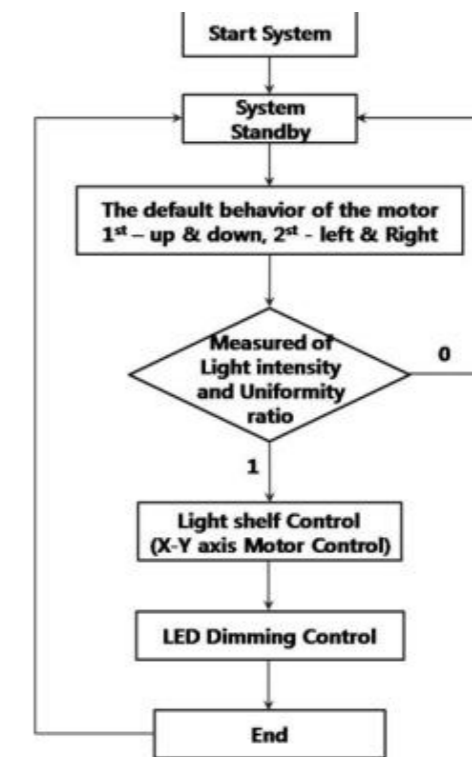 Start System
System
Standby
The default behavior of the motor
1st – up & down, 2st - left & Right
Measured of
Light intensity
and Uniformity
ratio
0
1
Light shelf Control
(X-Y axis Motor Control)
LED Dimming Control
End